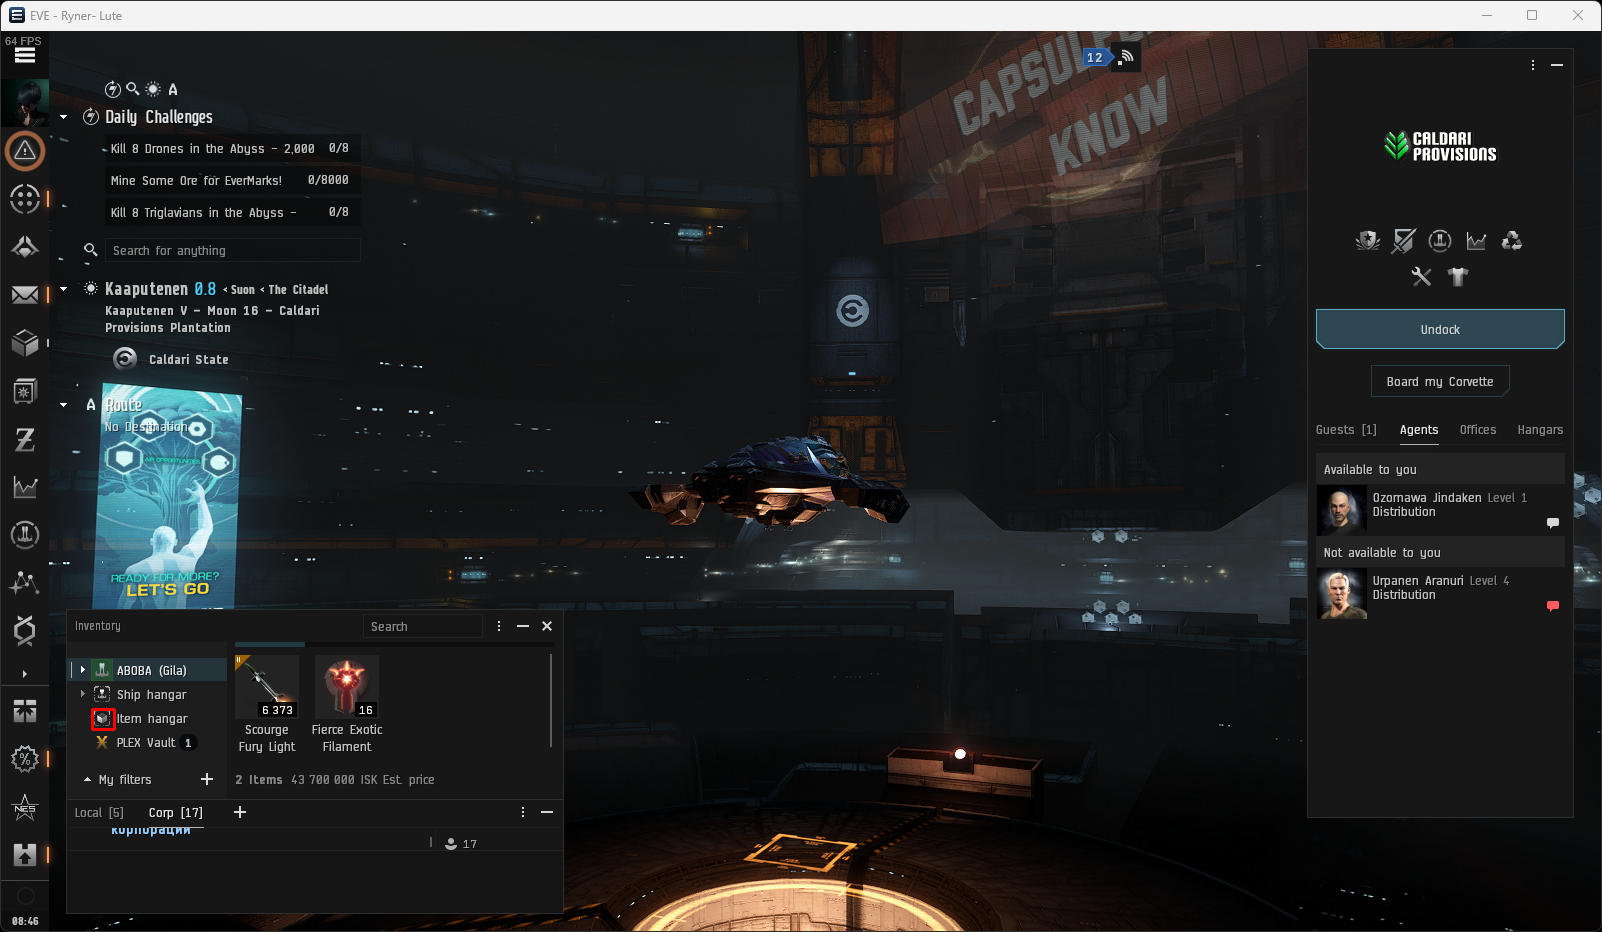 EVE - Ryner- Lute
64 FPS
12
CAPSUL
KNOW
Daily Challenges
Kill 8 Drones in the Abyss - 2,000 0/8
Mine Some Ore for EverMarks! 0/8000
Kill 8 Triglavians in the Abyss - 0/8
Search for anything
Kaaputenen 0.8 < Suon < The Citadel
Kaaputenen V - Moon 16 - Caldari
Provisions Plantation
Caldari State
A Route
No Destination
AIR OPPORTUNITIES
READY FOR MORE?
LET'S GO
CALDARI
PROVISIONS
Undock
Board my Corvette
Guests [1] Agents Offices Hangars
Available to you
Ozomawa Jindaken Level 1
Distribution
Not available to you
Urpanen Aranuri Level 4
Distribution
Inventory Search
ABOBA (Gila)
Ship hangar
Item hangar
PLEX Vault 1
My filters
II
6 373
Scourge
Fury Light
16
Fierce Exotic
Filament
2 Items 43 700 000 ISK Est. price
Local [5] Corp [17]
корпорации
17
NES
08:46